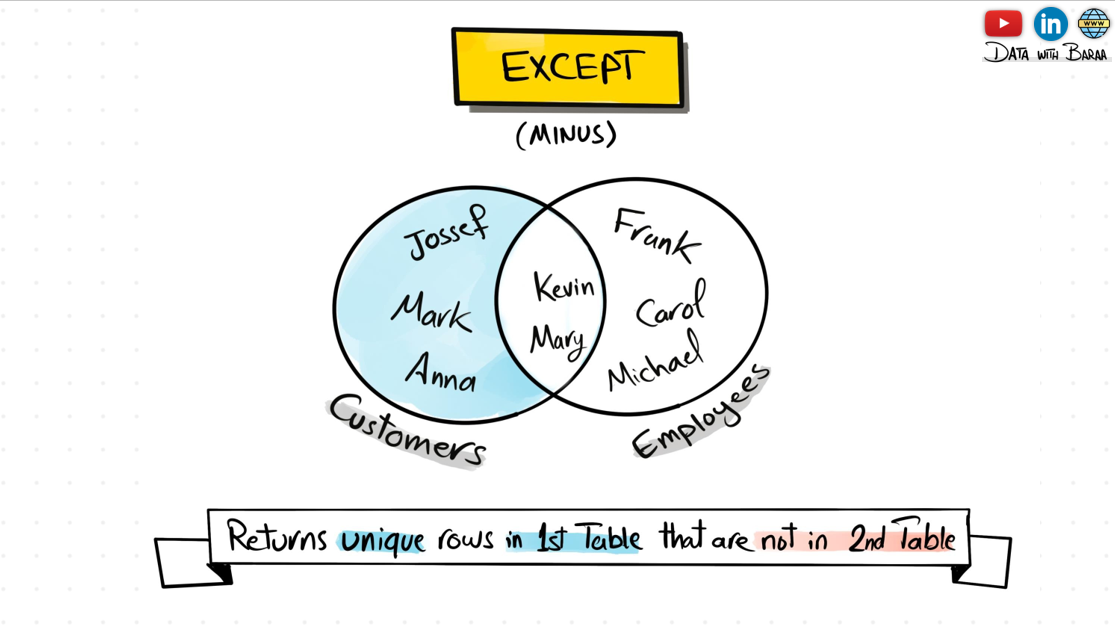 WWW
in
DATA WITH BARAA
EXCEPT
(MINUS)
Jossef
Frank
Kevin
Mark
Carol
Mary
Anna
Michael
Customers
Employees
Returns unique rows in 1st Table that are not in 2nd Table